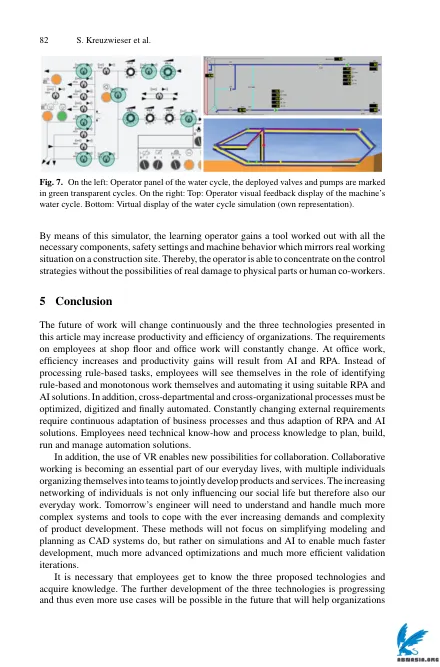 82 S. Kreuzwieser et al.
Fig. 7. On the left: Operator panel of the water cycle, the deployed valves and pumps are marked
in green transparent cycles. On the right: Top: Operator visual feedback display of the machine's
water cycle. Bottom: Virtual display of the water cycle simulation (own representation).
By means of this simulator, the learning operator gains a tool worked out with all the
necessary components, safety settings and machine behavior which mirrors real working
situation on a construction site. Thereby, the operator is able to concentrate on the control
strategies without the possibilities of real damage to physical parts or human co-workers.
5 Conclusion
The future of work will change continuously and the three technologies presented in
this article may increase productivity and efficiency of organizations. The requirements
on employees at shop floor and office work will constantly change. At office work,
efficiency increases and productivity gains will result from AI and RPA. Instead of
processing rule-based tasks, employees will see themselves in the role of identifying
rule-based and monotonous work themselves and automating it using suitable RPA and
AI solutions. In addition, cross-departmental and cross-organizational processes must be
optimized, digitized and finally automated. Constantly changing external requirements
require continuous adaptation of business processes and thus adaption of RPA and AI
solutions. Employees need technical know-how and process knowledge to plan, build,
run and manage automation solutions.
In addition, the use of VR enables new possibilities for collaboration. Collaborative
working is becoming an essential part of our everyday lives, with multiple individuals
organizing themselves into teams to jointly develop products and services. The increasing
networking of individuals is not only influencing our social life but therefore also our
everyday work. Tomorrow's engineer will need to understand and handle much more
complex systems and tools to cope with the ever increasing demands and complexity
of product development. These methods will not focus on simplifying modeling and
planning as CAD systems do, but rather on simulations and AI to enable much faster
development, much more advanced optimizations and much more efficient validation
iterations.
It is necessary that employees get to know the three proposed technologies and
acquire knowledge. The further development of the three technologies is progressing
and thus even more use cases will be possible in the future that will help organizations